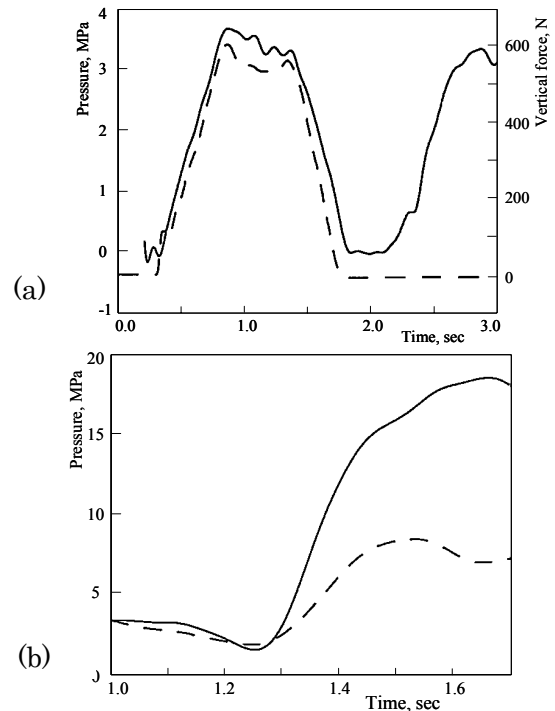 (a)
Pressure, MPa
4
3
2
1
0
-1
Vertical force, N
600
400
200
0
0.0 1.0 2.0 3.0
Time, sec
(b)
Pressure, MPa
20
15
10
5
1.0 1.2 1.4 1.6
Time, sec